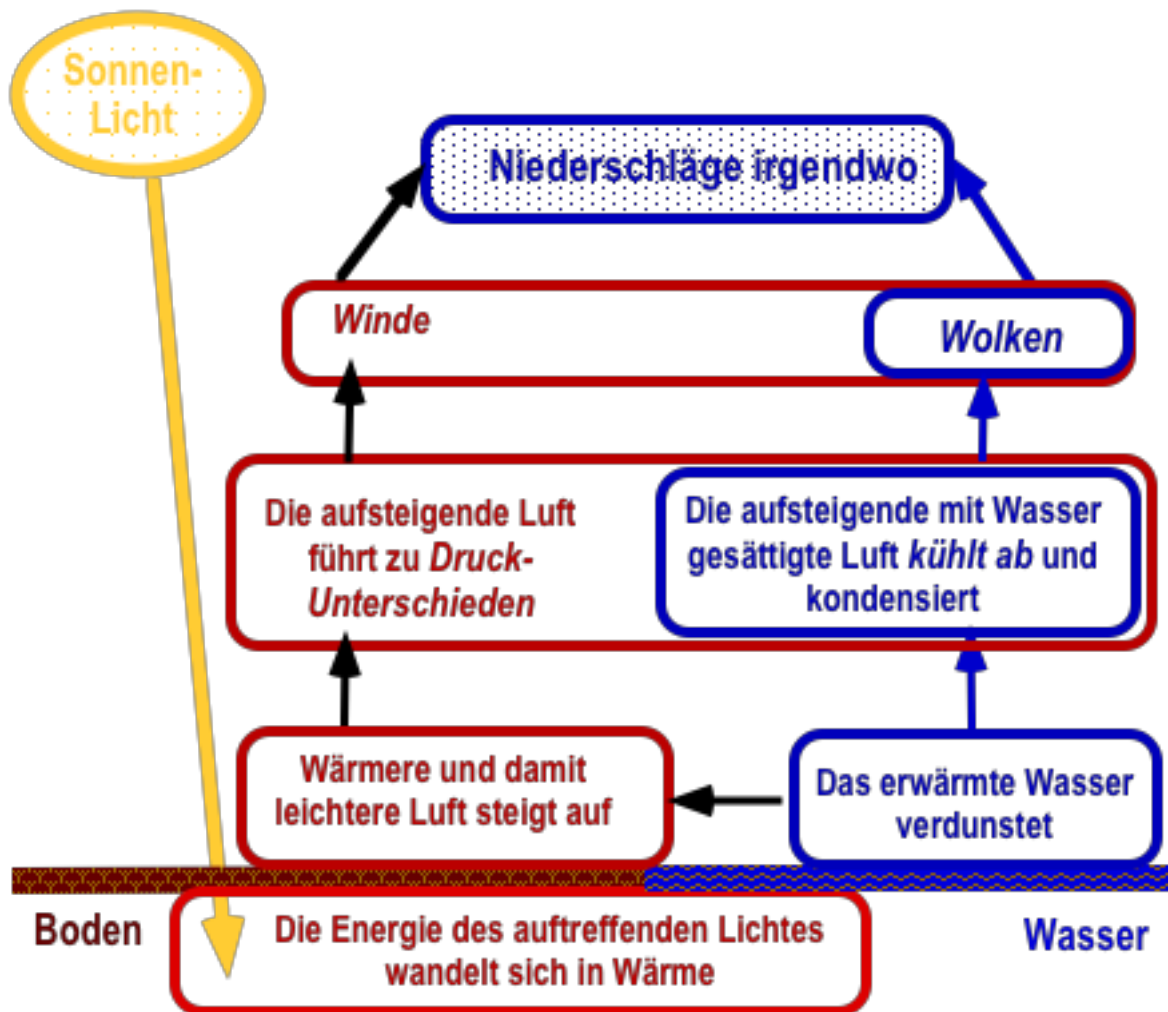 Sonnen-
Licht
Niederschläge irgendwo
Winde
Wolken
Die aufsteigende Luft
führt zu Druck-
Unterschieden
Die aufsteigende mit Wasser
gesättigte Luft kühlt ab und
kondensiert
Wärmere und damit
leichtere Luft steigt auf
Das erwärmte Wasser
verdunstet
Boden
Die Energie des auftreffenden Lichtes
wandelt sich in Wärme
Wasser